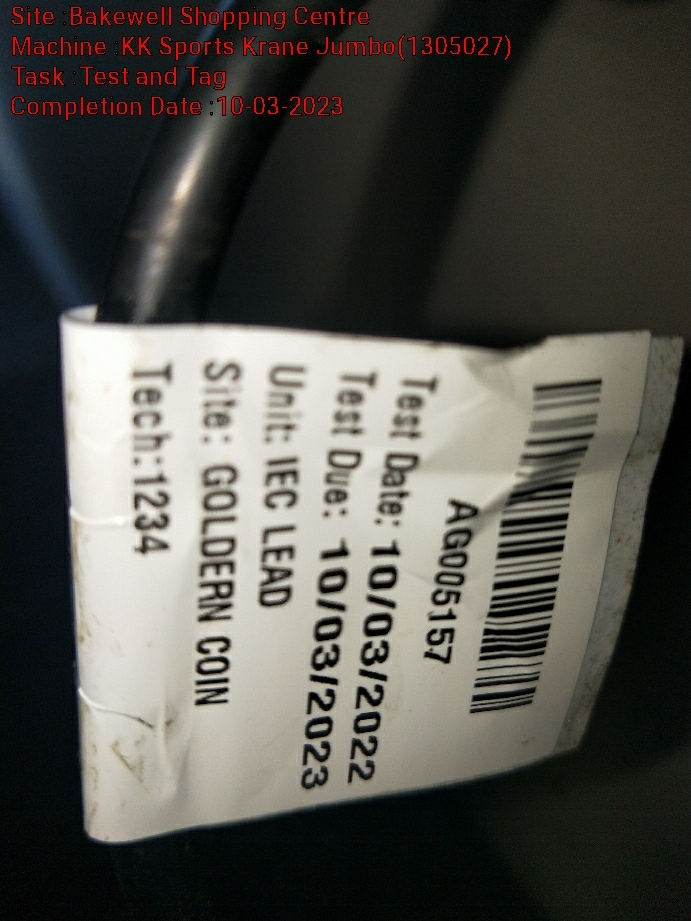 Site :Bakewell Shopping Centre
Machine :KK Sports Krane Jumbo(1305027)
Task :Test and Tag
Completion Date :10-03-2023
AG005157
Test Date: 10/03/2022
Test Due: 10/03/2023
Unit: IEC LEAD
Site: GOLDERN COIN
Tech:1234